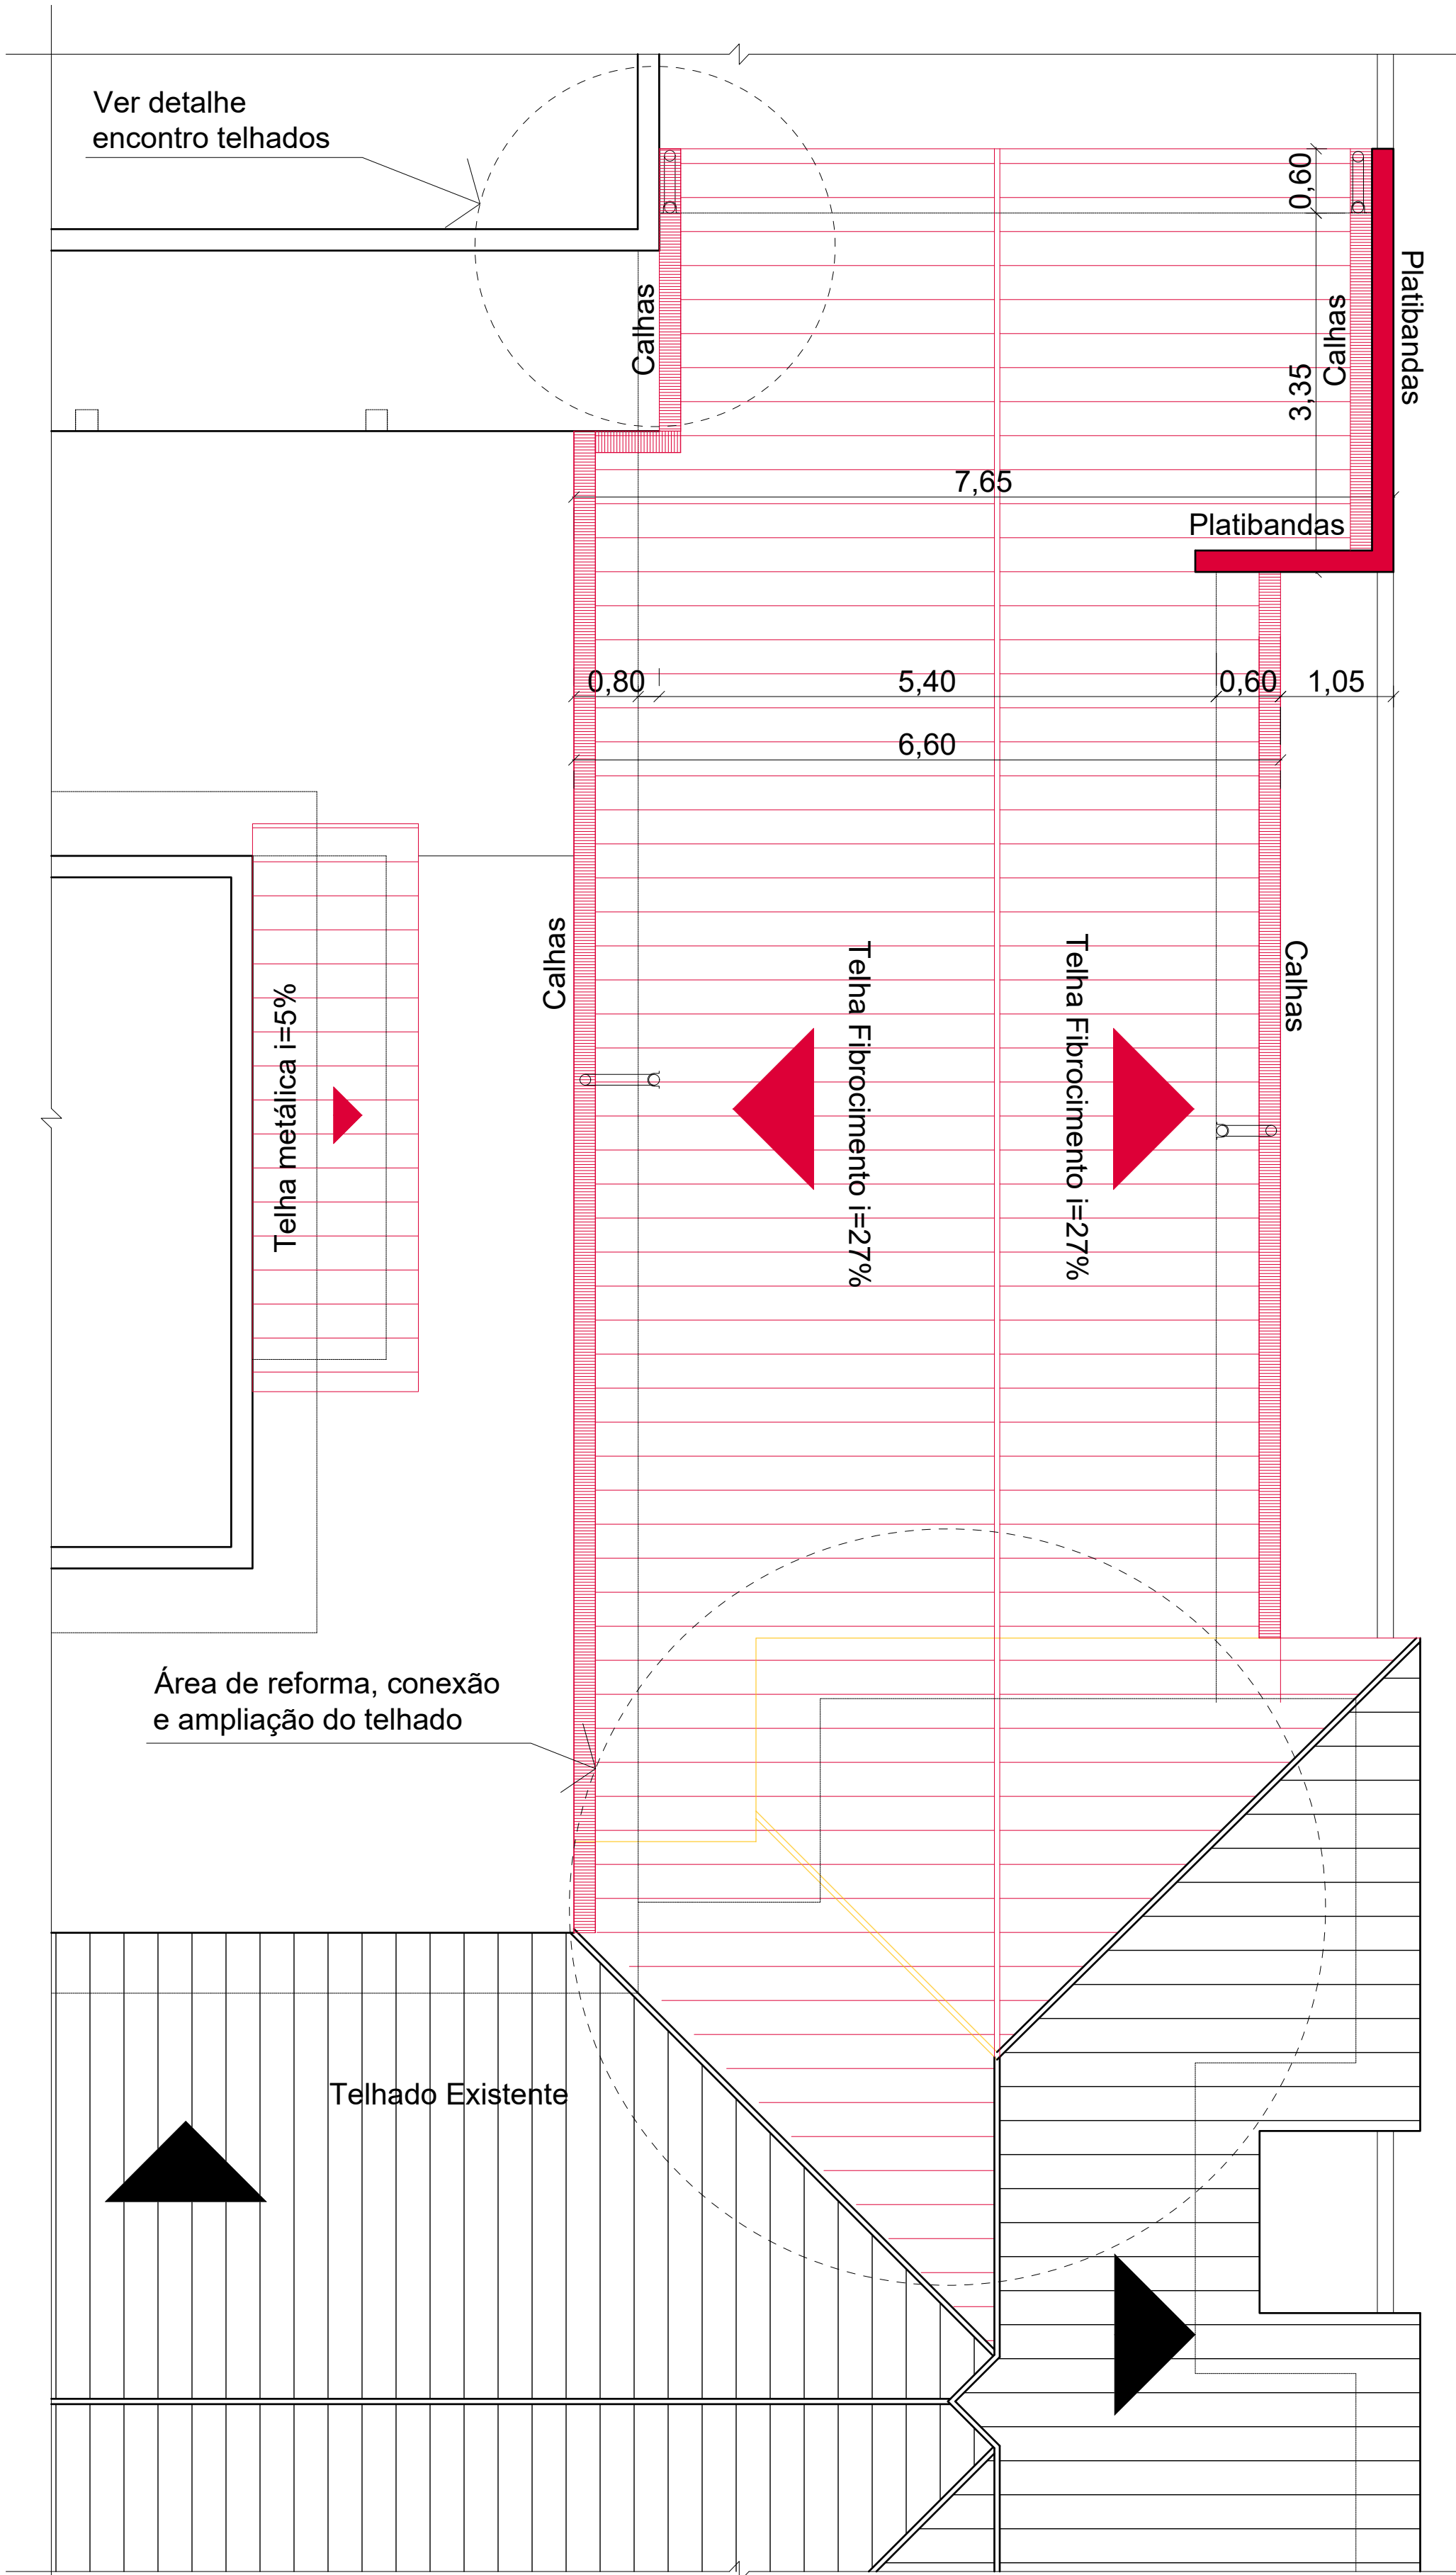 Ver detalhe
encontro telhados
0,60
Platibandas
Calhas
Calhas
3,35
7,65
Platibandas
0,80
5,40
0,60
1,05
6,60
Calhas
Telha Fibrocimento i=27%
Telha Fibrocimento i=27%
Calhas
Telha metálica i=5%
Área de reforma, conexão
e ampliação do telhado
Telhado Existente